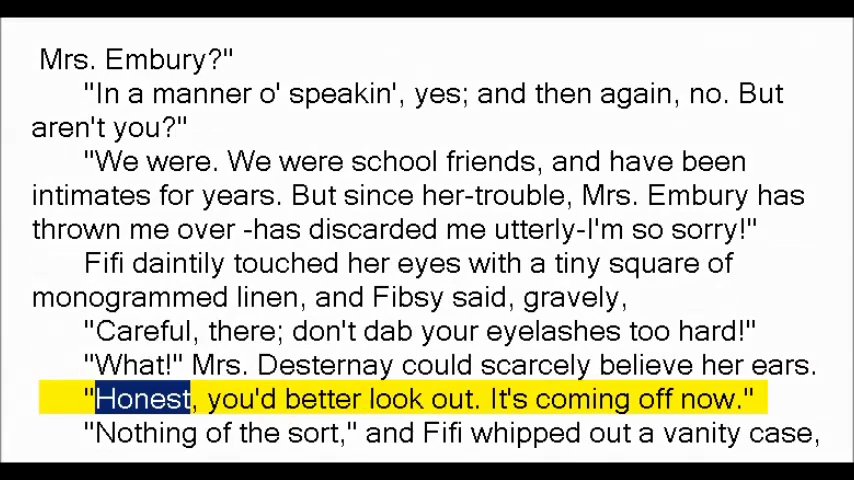 Mrs. Embury?"
"In a manner o' speakin', yes; and then again, no. But
aren't you?"
"We were. We were school friends, and have been
intimates for years. But since her-trouble, Mrs. Embury has
thrown me over -has discarded me utterly-I'm so sorry!"
Fifi daintily touched her eyes with a tiny square of
monogrammed linen, and Fibsy said, gravely,
"Careful, there; don't dab your eyelashes too hard!"
"What!" Mrs. Desternay could scarcely believe her ears.
"Honest, you'd better look out. It's coming off now."
"Nothing of the sort," and Fifi whipped out a vanity case,